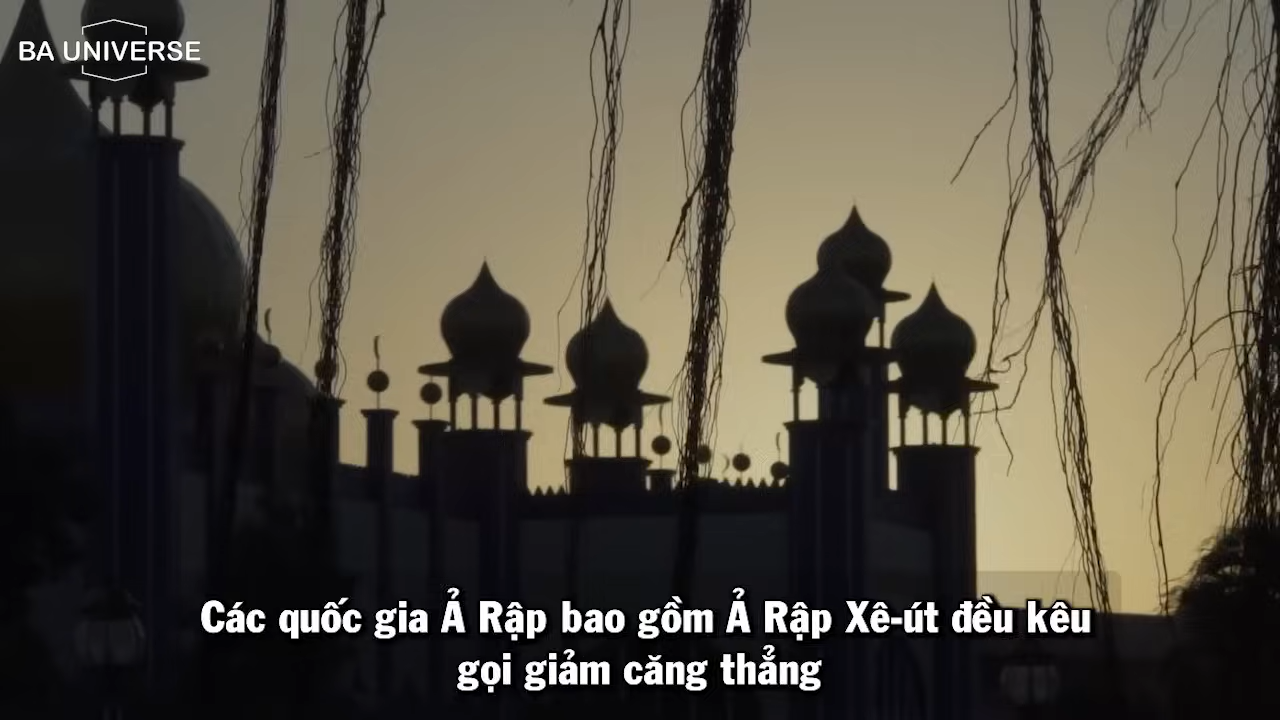 BA UNIVERSE
Các quốc gia Ả Rập bao gồm Ả Rập Xê-út đều kêu
gọi giảm căng thẳng